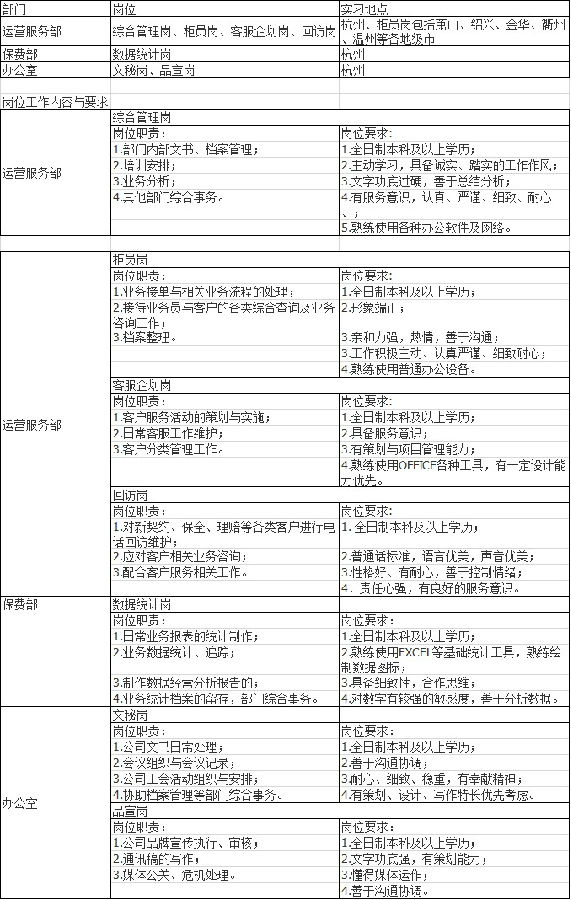 部门 岗位 实习地点
运营服务部 综合管理岗、柜员岗、客服企划岗、回访岗 杭州、柜员岗包括萧山、绍兴、金华、衢州
、温州等各地级市
保费部 数据统计岗 杭州
办公室 文秘岗、品宣岗 杭州
岗位工作内容与要求
综合管理岗
岗位职责： 岗位要求：
1.部门内部文书、档案管理； 1.全日制本科及以上学历；
运营服务部 2.培训安排； 2.主动学习，具备诚实、踏实的工作作风；
3.业务分析； 3.文字功底过硬，善于总结分析；
4.其他部门综合事务。 4.有服务意识，认真、严谨、细致、耐心
、；
5.熟练使用各种办公软件及网络。
柜员岗
岗位职责： 岗位要求：
1.业务接单与相关业务流程的处理； 1.全日制本科及以上学历；
2.接待业务员与客户的各类综合查询及业务 2.形象端正；
咨询工作；
3.档案整理。 3.亲和力强，热情，善于沟通；
3.工作积极主动、认真严谨、细致耐心；
4.熟练使用普通办公设备。
客服企划岗
岗位职责： 岗位要求：
1.客户服务活动的策划与实施； 1.全日制本科及以上学历；
运营服务部 2.日常客服工作维护； 2.具备服务意识；
3.客户分类管理工作。 3.有策划与项目管理能力；
4.熟练使用OFFICE各种工具，有一定设计能
力优先。
回访岗
岗位职责： 岗位要求：
1.对新契约、保全、理赔等各类客户进行电 1.全日制本科及以上学历；
话回访维护；
2.应对客户相关业务咨询； 2.普通话标准，语言优美，声音优美；
3.配合客户服务相关工作。 3.性格好、有耐心，善于控制情绪；
4、责任心强，有良好的服务意识。
保费部 数据统计岗
岗位职责： 岗位要求：
1.日常业务报表的统计制作； 1.全日制本科及以上学历；
2.业务数据统计、追踪； 2.熟练使用EXCEL等基础统计工具，熟练绘
制数据图标；
3.制作数据经营分析报告的； 3.具备细致性，合作思维；
4.业务统计档案的留存，部门综合事务。 4.对数字有较强的敏感度，善于分析数据。
文秘岗
岗位职责： 岗位要求：
1.公司文书日常处理； 1.全日制本科及以上学历；
2.会议组织与会议记录； 2.善于沟通协调；
3.公司工会活动组织与安排； 3.耐心、细致、稳重，有奉献精神；
4.协助档案管理等部门综合事务。 4.有策划、设计、写作特长优先考虑。
办公室 品宣岗
岗位职责： 岗位要求：
1.公司品牌宣传执行、审核； 1.全日制本科及以上学历；
2.通讯稿的写作； 2.文字功底强，有策划能力；
3.媒体公关、危机处理。 3.懂得媒体运作；
4.善于沟通协调。